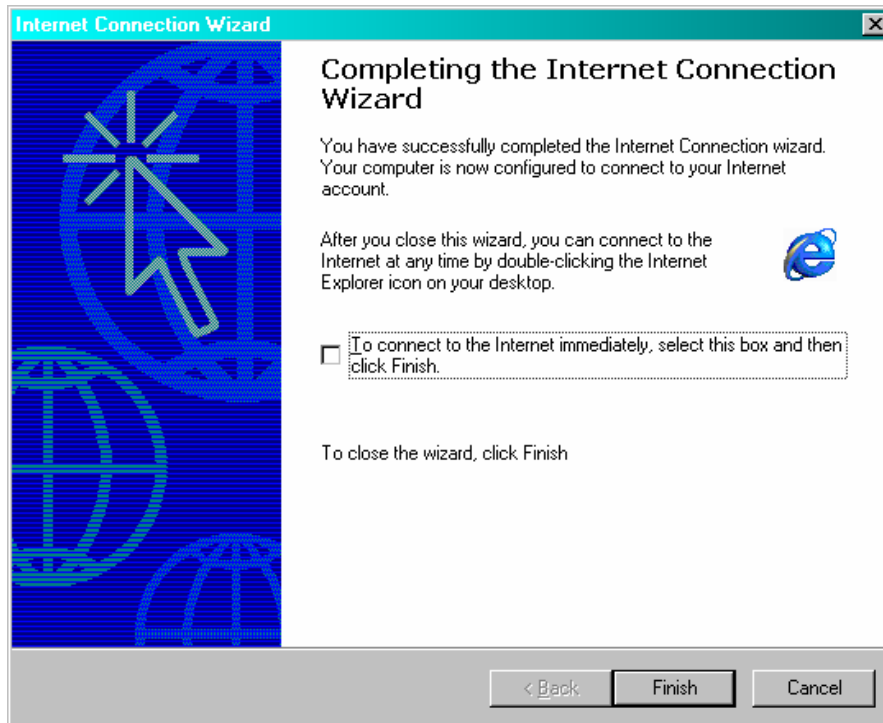 Internet Connection Wizard
Completing the Internet Connection
Wizard
You have successfully completed the Internet Connection wizard.
Your computer is now configured to connect to your Internet
account.
After you close this wizard, you can connect to the
Internet at any time by double-clicking the Internet
Explorer icon on your desktop.
To connect to the Internet immediately, select this box and then
click Finish.
To close the wizard, click Finish
< Back Finish Cancel